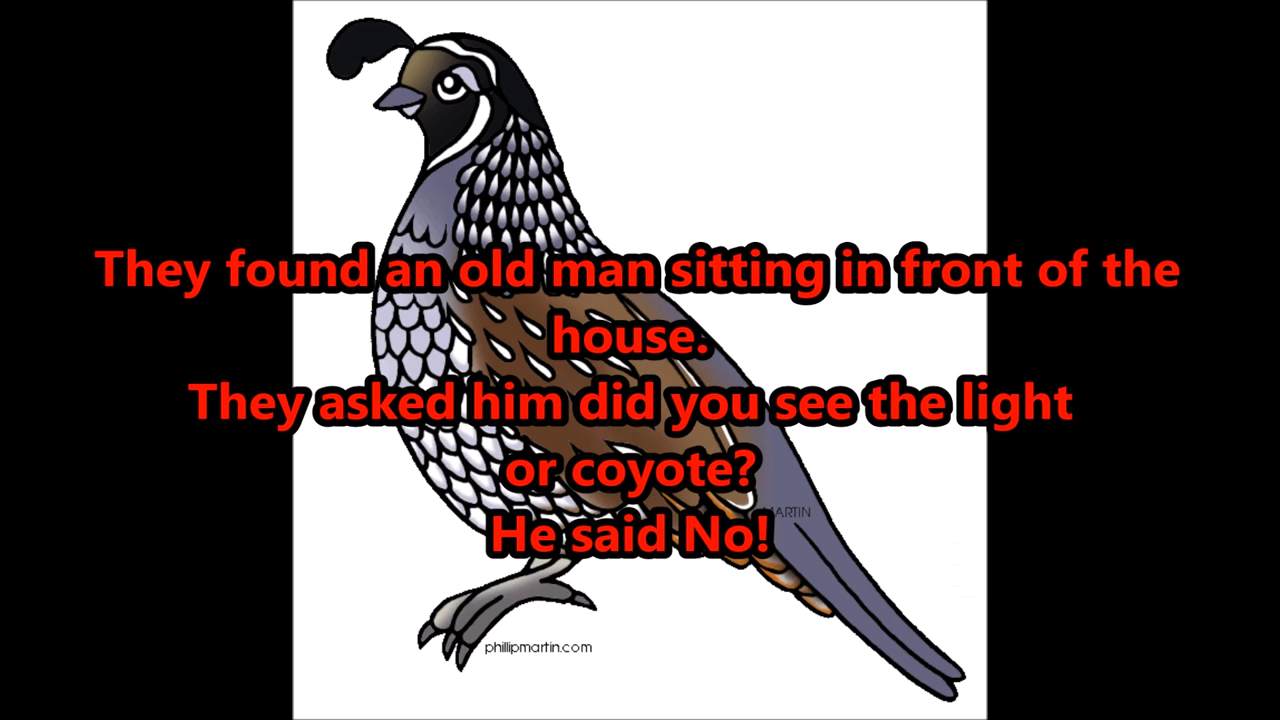 They found an old man sitting in front of the
house.
They asked him did you see the light
or coyote?
He said No!
MARTIN
phillipmartin.com